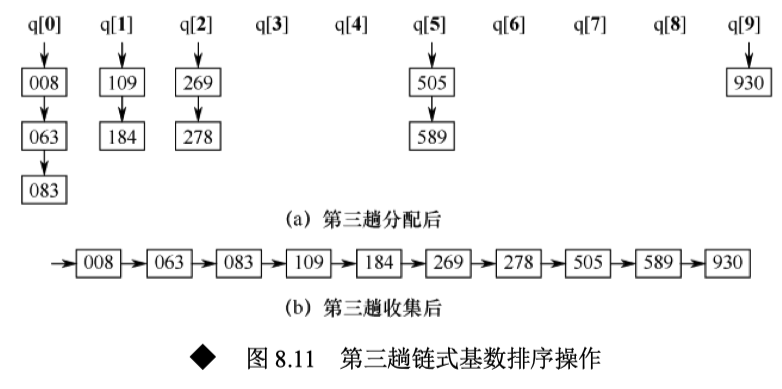 q[0] q[1] q[2] q[3] q[4] q[5] q[6] q[7] q[8] q[9]
008 109 269 505 930
063 184 278 589
083
(a) 第三趟分配后
008 063 083 109 184 269 278 505 589 930
(b) 第三趟收集后
◆ 图 8.11 第三趟链式基数排序操作